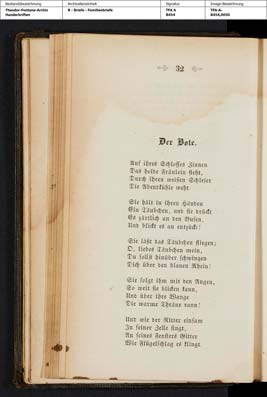 Bestandsbezeichnung
Archivalieneinheit
Signatur
Image-Bezeichnung
Theodor-Fontane-Archiv
Handschriften
B - Briefe - Familienbriefe
TFA A
B454
TFA-A-
B454,0036
32
Der Bote.
Auf ihres Schlosses Zinnen
Das holde Fräulein steht,
Durch ihren weißen Schleier
Die Abendkühle weht
Sie hält in ihren Händen
Ein Täubchen, und sie drückt
Es zärtlich an den Busen,
Und blickt es an entzückt!
Sie läßt das Täubchen fliegen;
O, liebes Täubchen mein,
Du sollst hinüber schwingen
Dich über den blauen Rhein!
Sie folgt ihm mit den Augen,
So weit sie blicken kann,
Und über ihre Wange
Die warme Thräne rann!
Und wie der Ritter einsam
In seiner Zelle singt,
An seines Fensters Gitter
Wie Flügelschlag es klingt